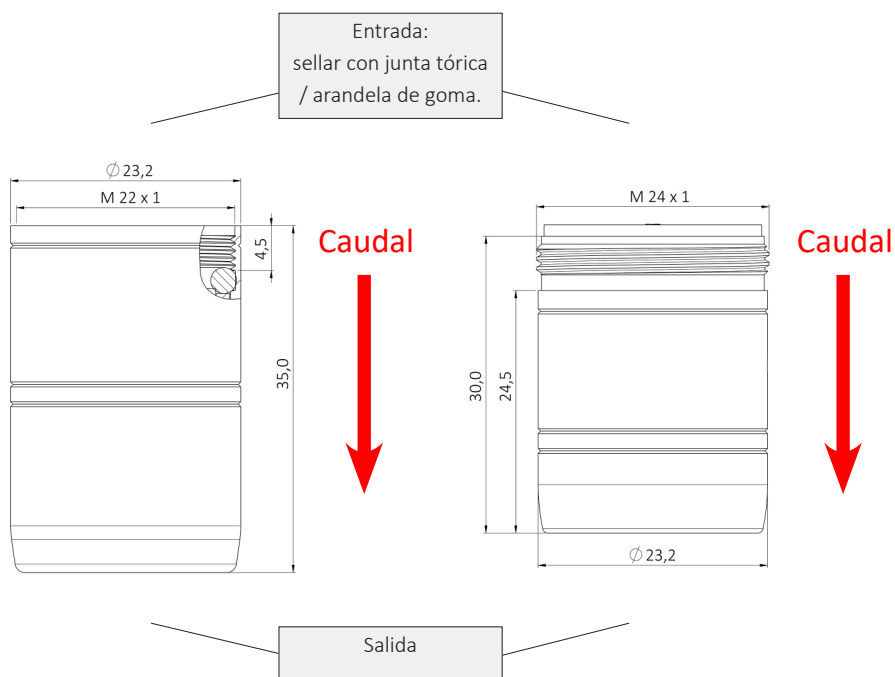 Entrada:
sellar con junta tórica
/ arandela de goma.
∅ 23,2
M 22 x 1
4,5
35,0
Caudal
M 24 x 1
30,0
24,5
∅ 23,2
Caudal
Salida